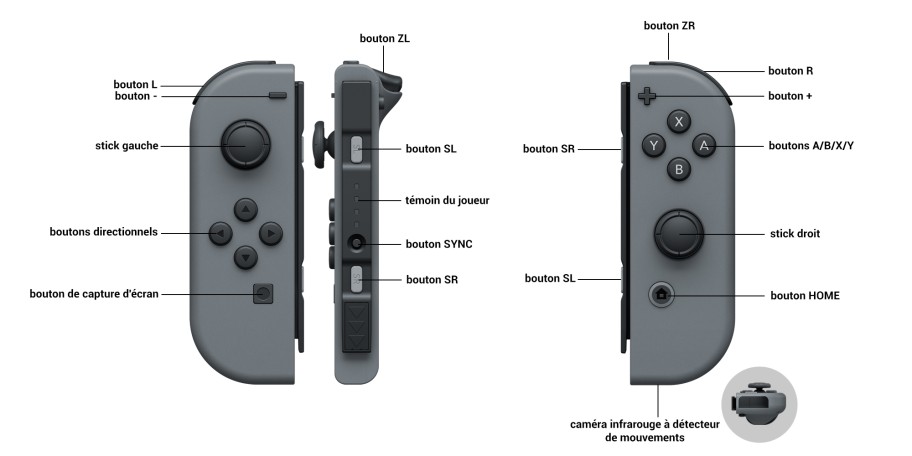 bouton ZL
bouton L
bouton -
stick gauche
bouton SL
témoin du joueur
boutons directionnels
bouton SYNC
bouton SR
bouton de capture d'écran
bouton ZR
bouton R
bouton +
X
Y
A
B
boutons A/B/X/Y
bouton SR
stick droit
bouton SL
bouton HOME
caméra infrarouge à détecteur
de mouvements